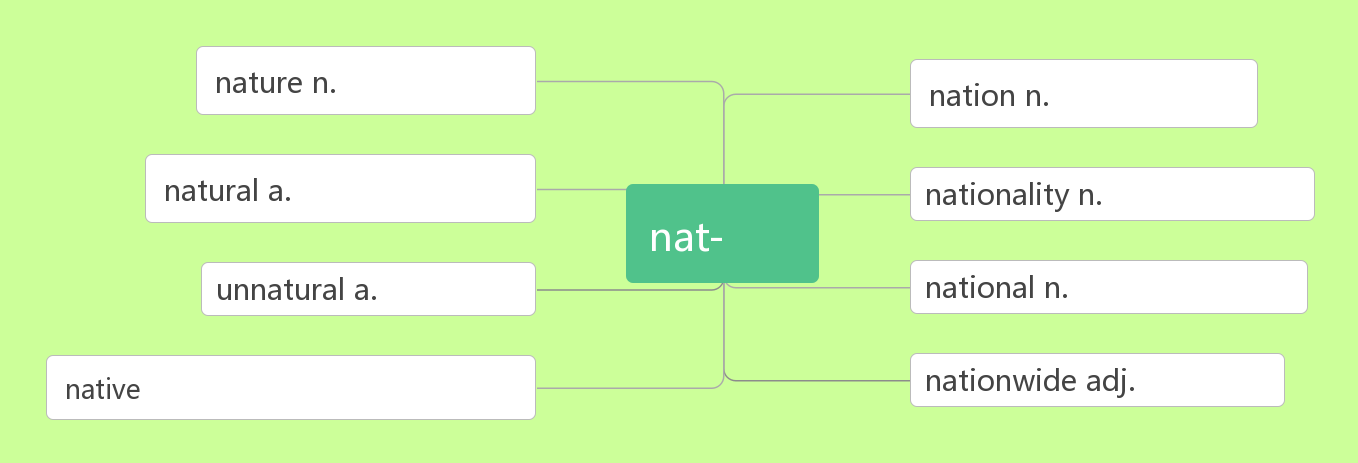 nature n.
natural a.
unnatural a.
native
nat-
nation n.
nationality n.
national n.
nationwide adj.